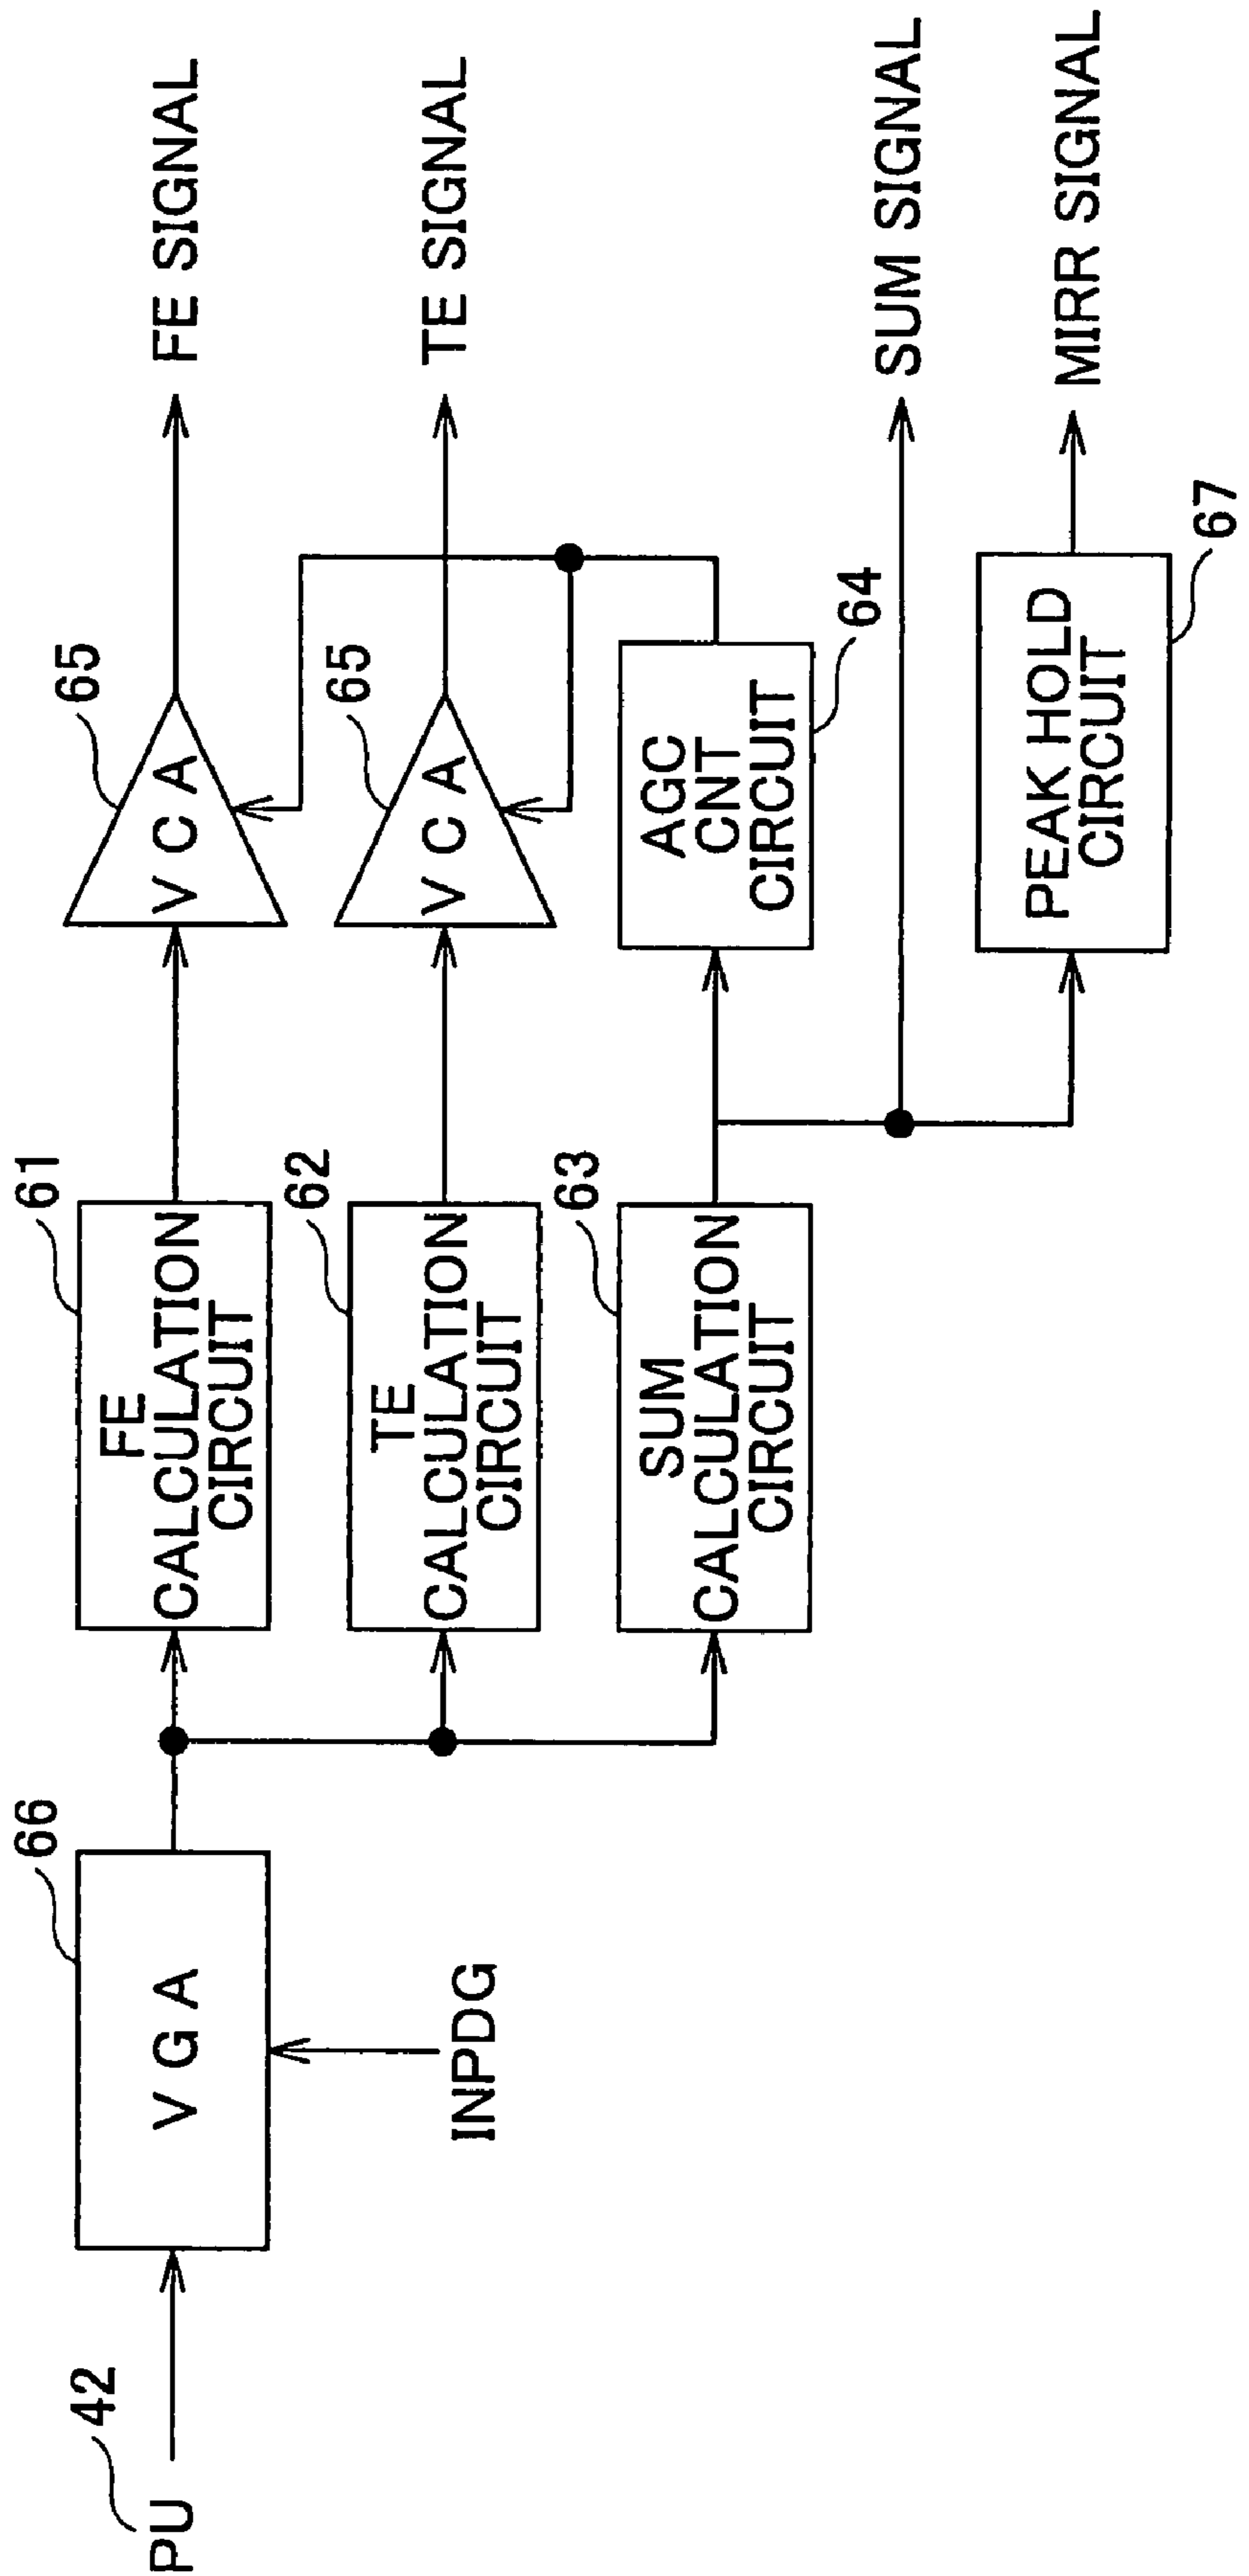 PU
42
V G A
66
INPDG
FE
CALCULATION
CIRCUIT
61
V C A
65
FE SIGNAL
TE
CALCULATION
CIRCUIT
62
V C A
65
TE SIGNAL
SUM
CALCULATION
CIRCUIT
63
AGC
CNT
CIRCUIT
64
SUM SIGNAL
PEAK HOLD
CIRCUIT
67
MIRR SIGNAL